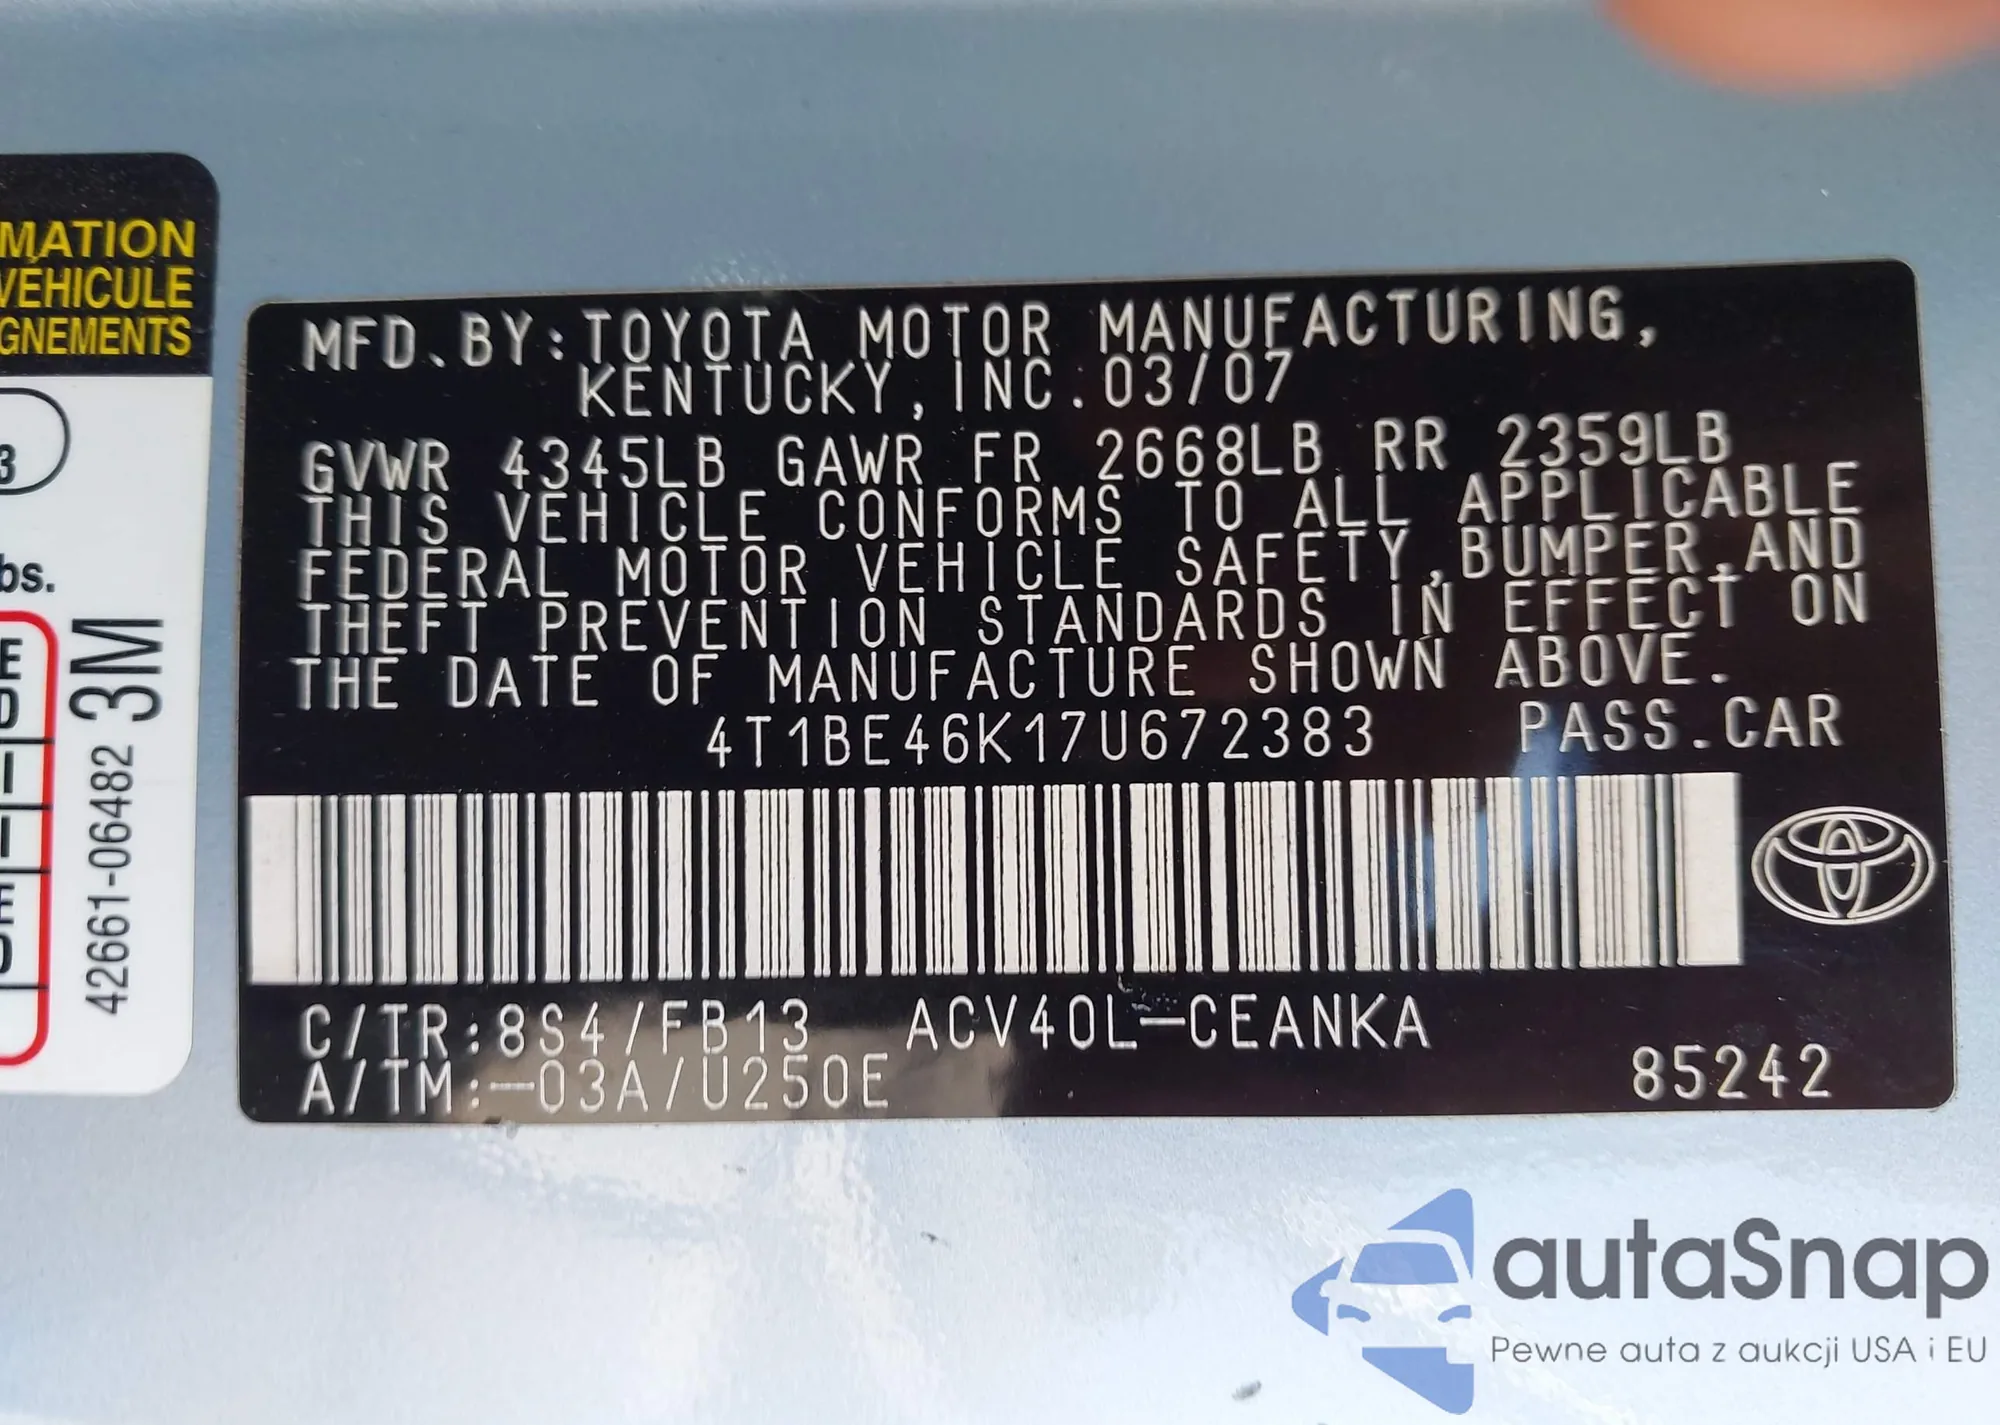 MATION
VÉHICULE
GNEMENTS
3
bs.
42661-06482 3M
MFD.BY:TOYOTA MOTOR MANUFACTURING,
KENTUCKY,INC.03/07
GVWR 4345LB GAWR FR 2668LB RR 2359LB
THIS VEHICLE CONFORMS TO ALL APPLICABLE
FEDERAL MOTOR VEHICLE SAFETY,BUMPER,AND
THEFT PREVENTION STANDARDS IN EFFECT ON
THE DATE OF MANUFACTURE SHOWN ABOVE.
4T1BE46K17U672383 PASS.CAR
C/TR:8S4/FB13 ACV40L-CEANKA
A/TM:-03A/U250E 85242
autaSnap
Pewne auta z aukcji USA i EU